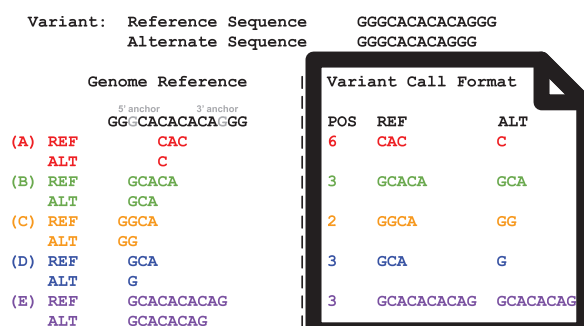 Variant: Reference Sequence GGGCACACACAGGG
Alternate Sequence GGGCACACAGGG
Genome Reference | Variant Call Format
5' anchor 3' anchor
GGGCACACACAGGG POS REF ALT
(A) REF CAC 6 CAC C
ALT C
(B) REF GCACA 3 GCACA GCA
ALT GCA
(C) REF GGCA 2 GGCA GG
ALT GG
(D) REF GCA 3 GCA G
ALT G
(E) REF GCACACACAG 3 GCACACACAG GCACACAG
ALT GCACACAG